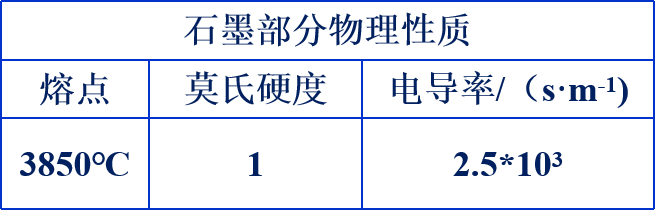 石墨部分物理性质
熔点 莫氏硬度 电导率/（s·m⁻¹)
3850℃ 1 2.5*10³